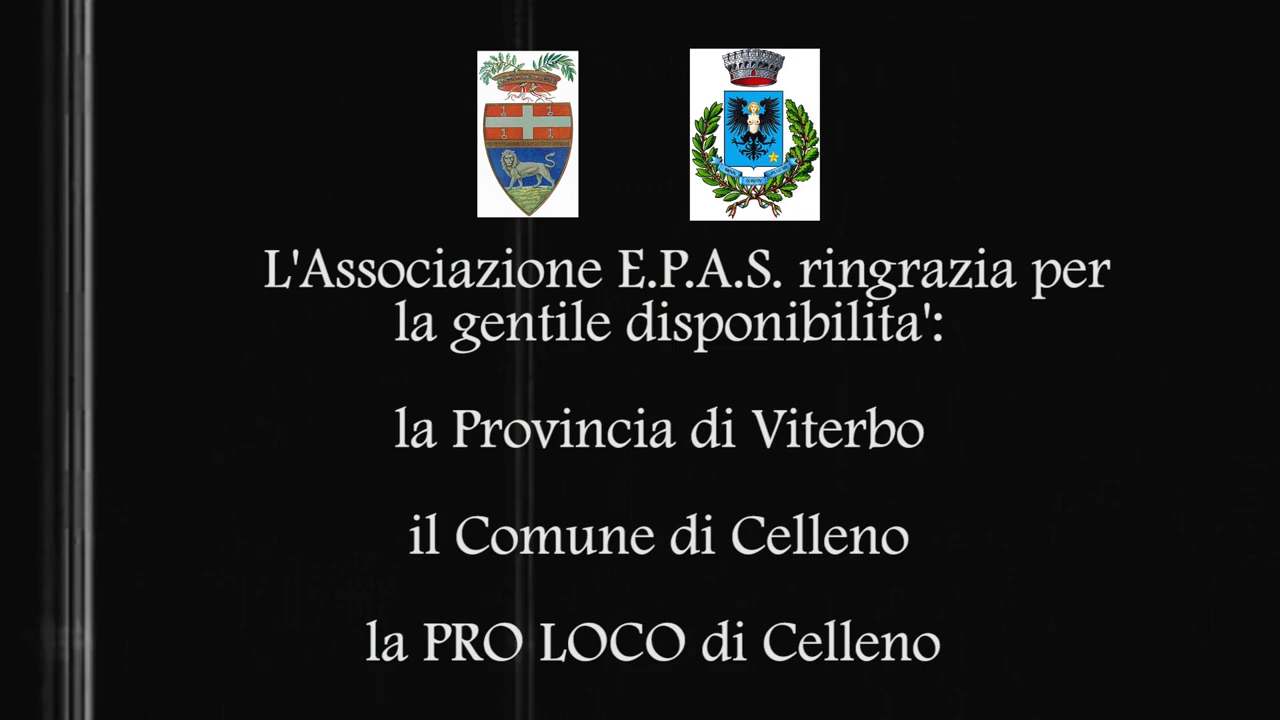 L'Associazione E.P.A.S. ringrazia per
la gentile disponibilita':
la Provincia di Viterbo
il Comune di Celleno
la PRO LOCO di Celleno